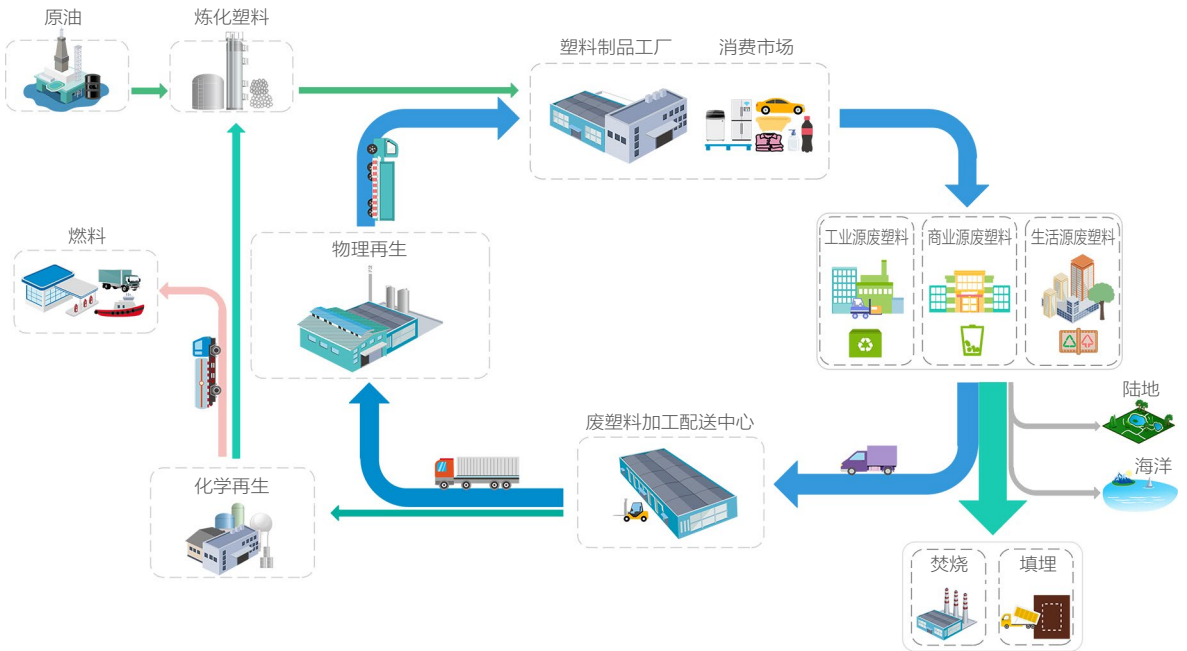 原油
炼化塑料
塑料制品工厂
消费市场
燃料
物理再生
工业源废塑料
商业源废塑料
生活源废塑料
陆地
废塑料加工配送中心
海洋
化学再生
焚烧
填埋